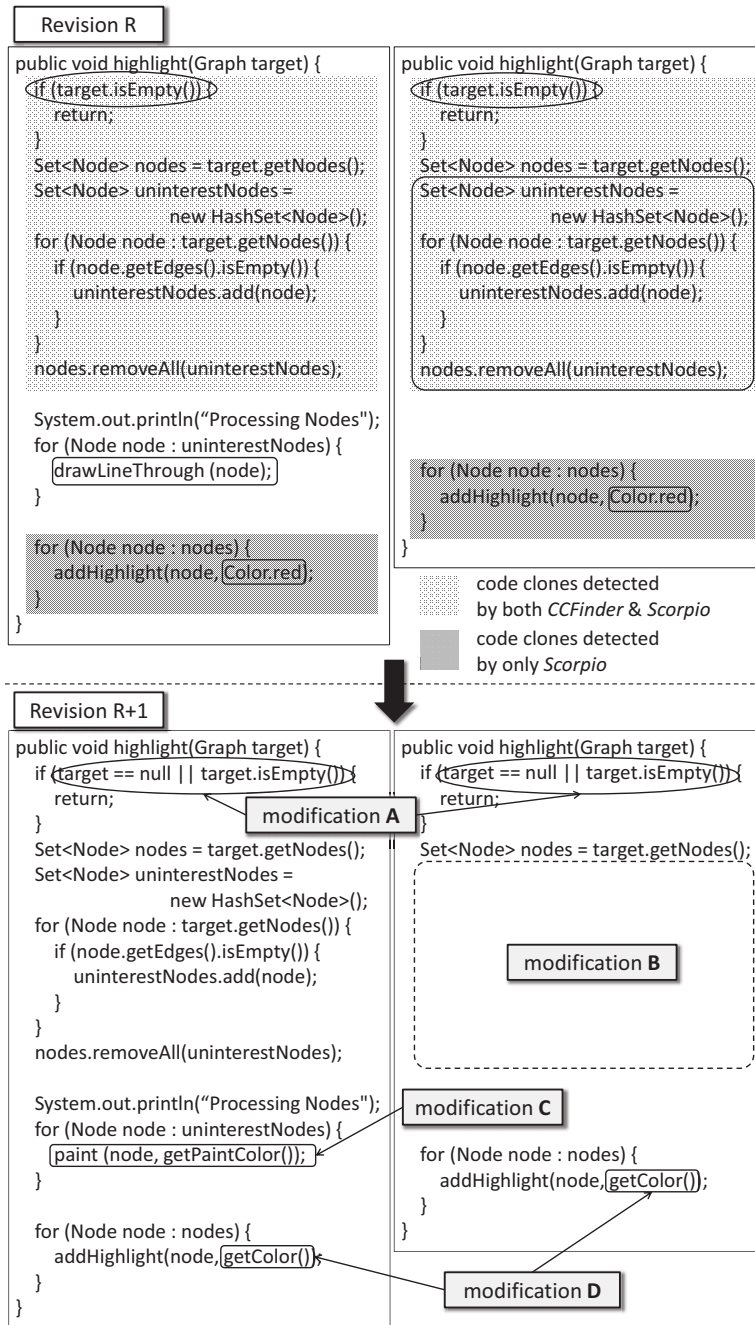 Revision R
public void highlight(Graph target) {
if (target.isEmpty()) {
return;
}
Set<Node> nodes = target.getNodes();
Set<Node> uninterestNodes =
new HashSet<Node>();
for (Node node : target.getNodes()) {
if (node.getEdges().isEmpty()) {
uninterestNodes.add(node);
}
}
nodes.removeAll(uninterestNodes);
System.out.println(“Processing Nodes");
for (Node node : uninterestNodes) {
drawLineThrough (node);
}
for (Node node : nodes) {
addHighlight(node, Color.red);
}
}
public void highlight(Graph target) {
if (target.isEmpty()) {
return;
}
Set<Node> nodes = target.getNodes();
Set<Node> uninterestNodes =
new HashSet<Node>();
for (Node node : target.getNodes()) {
if (node.getEdges().isEmpty()) {
uninterestNodes.add(node);
}
}
nodes.removeAll(uninterestNodes);
for (Node node : nodes) {
addHighlight(node, Color.red);
}
}
code clones detected
by both CCFinder & Scorpio
code clones detected
by only Scorpio
Revision R+1
public void highlight(Graph target) {
if (target == null || target.isEmpty()) {
return;
}
Set<Node> nodes = target.getNodes();
Set<Node> uninterestNodes =
new HashSet<Node>();
for (Node node : target.getNodes()) {
if (node.getEdges().isEmpty()) {
uninterestNodes.add(node);
}
}
nodes.removeAll(uninterestNodes);
System.out.println(“Processing Nodes");
for (Node node : uninterestNodes) {
paint (node, getPaintColor());
}
for (Node node : nodes) {
addHighlight(node, getColor());
}
}
modification A
public void highlight(Graph target) {
if (target == null || target.isEmpty()) {
return;
}
Set<Node> nodes = target.getNodes();
modification B
modification C
for (Node node : nodes) {
addHighlight(node, getColor());
}
}
modification D